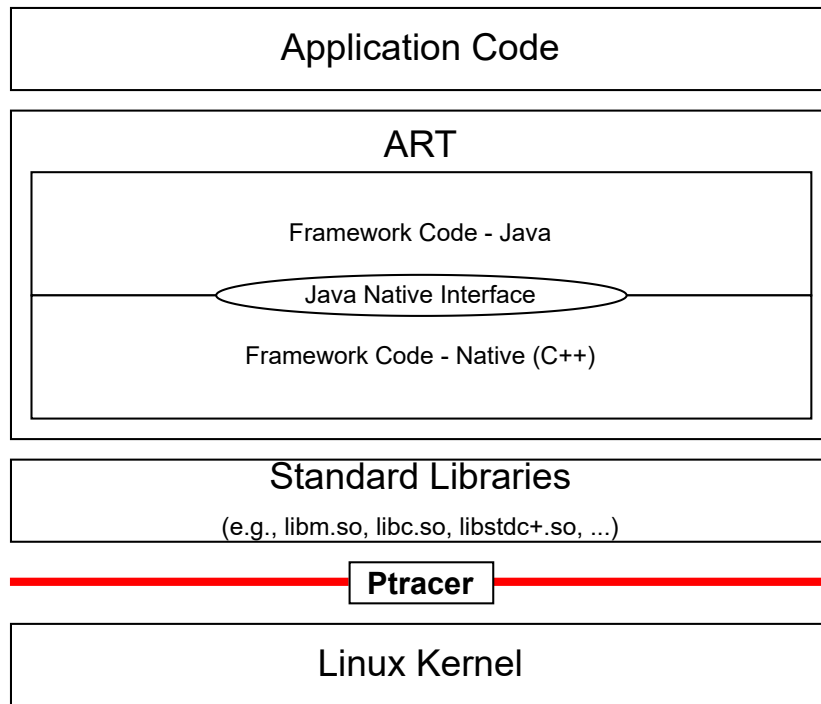 Application Code
ART
Framework Code - Java
Java Native Interface
Framework Code - Native (C++)
Standard Libraries
(e.g., libm.so, libc.so, libstdc+.so, ...)
Ptracer
Linux Kernel